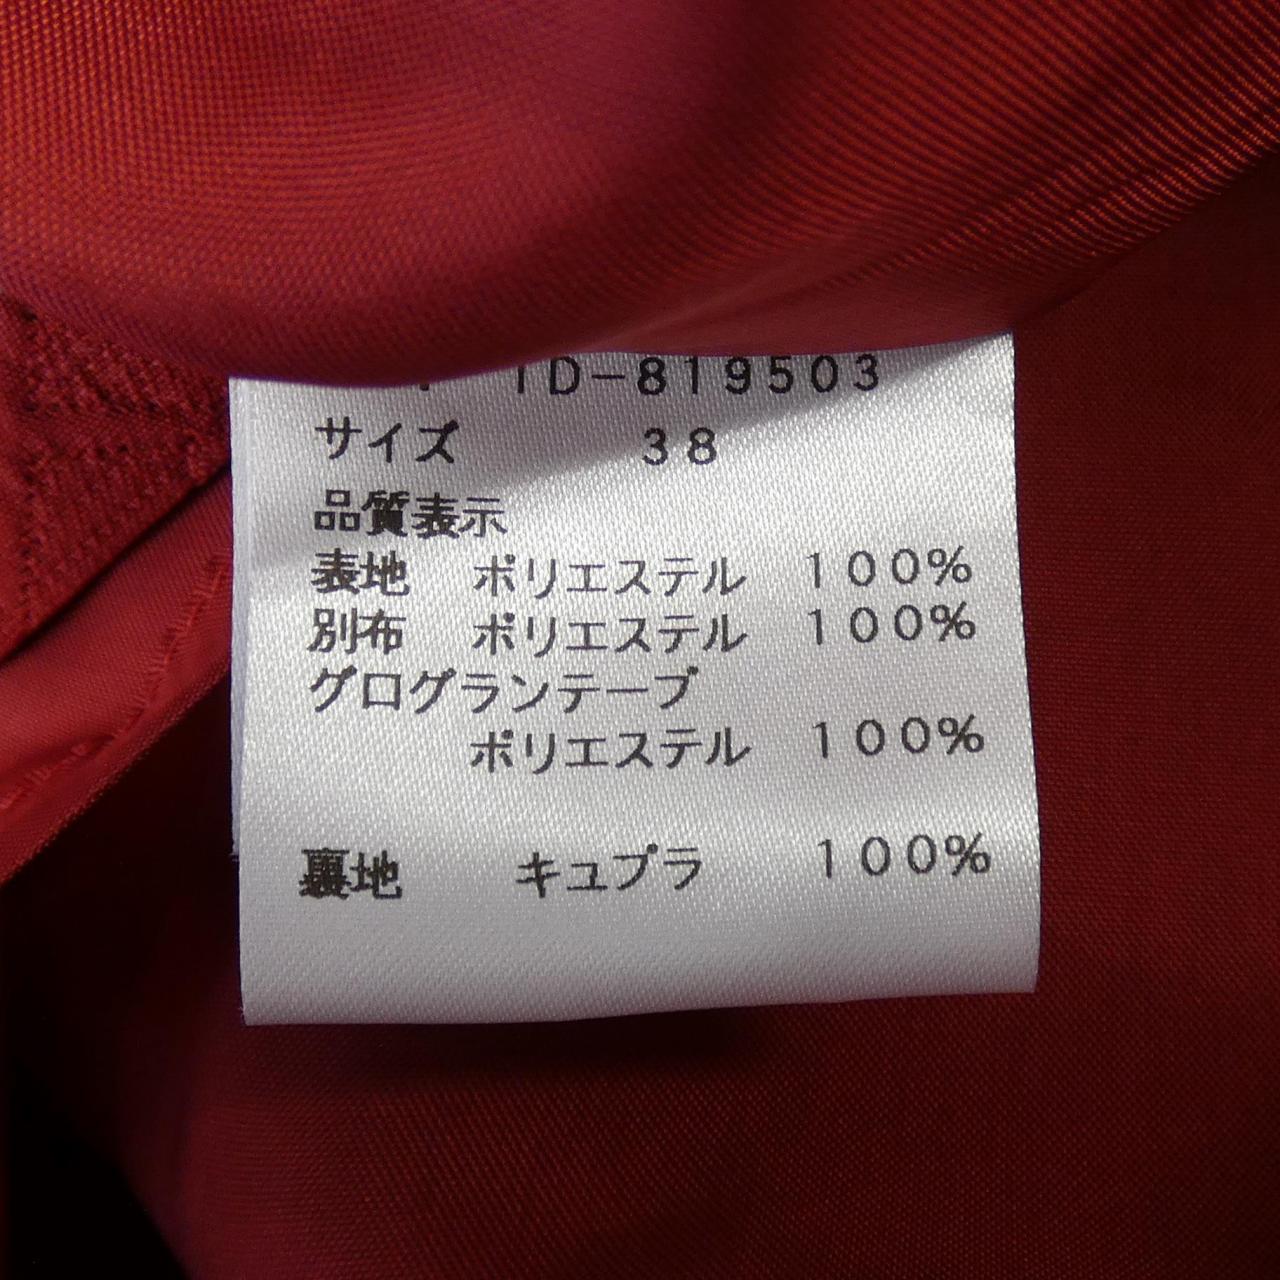 1D-819503
サイズ 38
品質表示
表地 ポリエステル 100%
別布 ポリエステル 100%
グログランテープ
ポリエステル 100%
裏地 キュプラ 100%